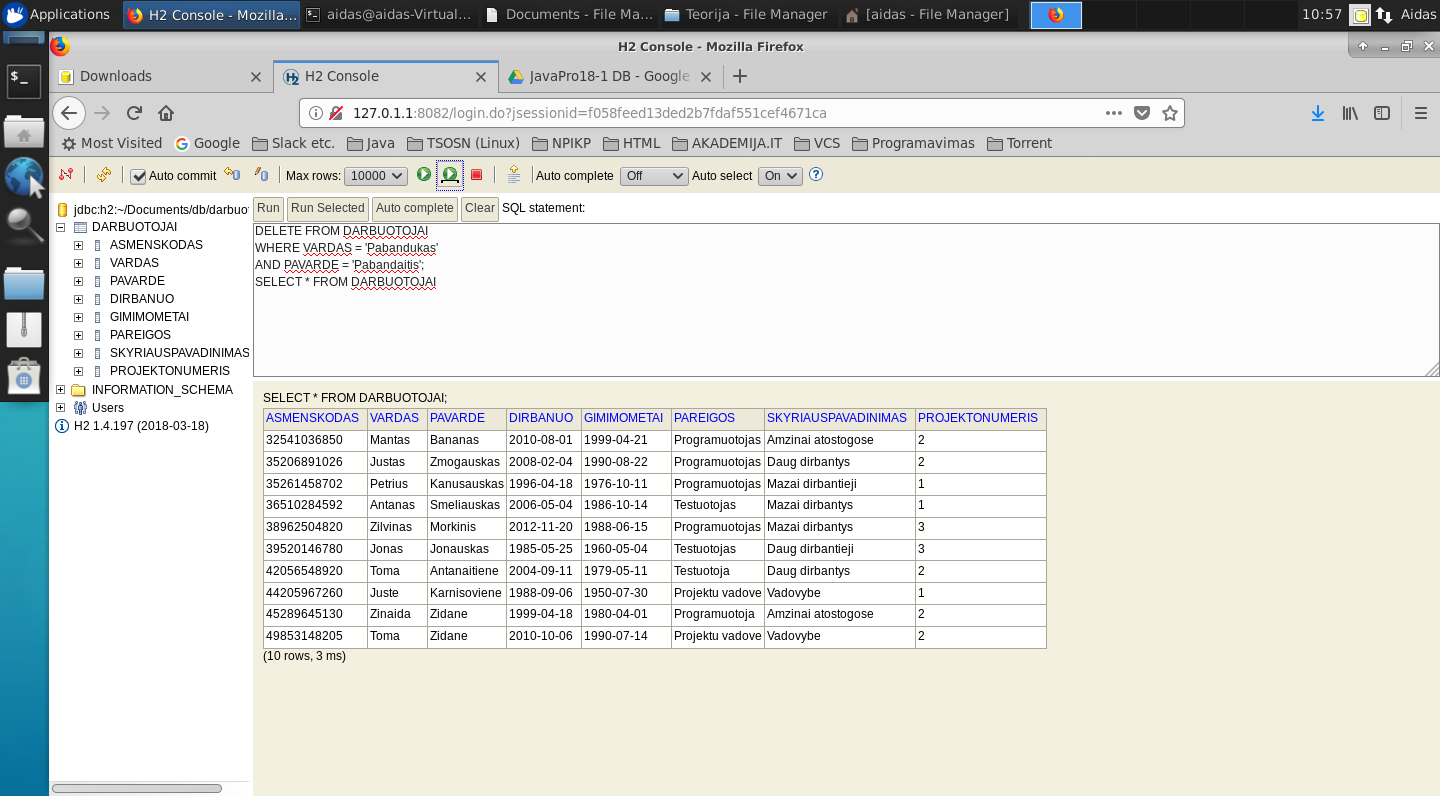 Applications
H2 Console - Mozilla...
aidas@aidas-Virtual...
Documents - File Ma...
Teorija - File Manager
[aidas - File Manager]
10:57
Aidas
H2 Console - Mozilla Firefox
Downloads
H2 Console
JavaPro18-1 DB - Google
127.0.1.1:8082/login.do?jsessionid=f058feed13ded2b7fdaf551cef4671ca
Most Visited
Google
Slack etc.
Java
TSOSN (Linux)
NPIKP
HTML
AKADEMIJA.IT
VCS
Programavimas
Torrent
Auto commit
Max rows: 10000
Auto complete Off
Auto select On
jdbc:h2:~/Documents/db/darbuot
DARBUOTOJAI
ASMENSKODAS
VARDAS
PAVARDE
DIRBANUO
GIMIMOMETAI
PAREIGOS
SKYRIAUSPAVADINIMAS
PROJEKTONUMERIS
INFORMATION_SCHEMA
Users
H2 1.4.197 (2018-03-18)
Run Run Selected Auto complete Clear SQL statement:
DELETE FROM DARBUOTOJAI
WHERE VARDAS = 'Pabandukas'
AND PAVARDE = 'Pabandaitis';
SELECT * FROM DARBUOTOJAI
SELECT * FROM DARBUOTOJAI;
ASMENSKODAS VARDAS PAVARDE DIRBANUO GIMIMOMETAI PAREIGOS SKYRIAUSPAVADINIMAS PROJEKTONUMERIS
32541036850 Mantas Bananas 2010-08-01 1999-04-21 Programuotojas Amzinai atostogose 2
35206891026 Justas Zmogauskas 2008-02-04 1990-08-22 Programuotojas Daug dirbantys 2
35261458702 Petrius Kanusauskas 1996-04-18 1976-10-11 Programuotojas Mazai dirbantieji 1
36510284592 Antanas Smeliauskas 2006-05-04 1986-10-14 Testuotojas Mazai dirbantys 1
38962504820 Zilvinas Morkinis 2012-11-20 1988-06-15 Programuotojas Mazai dirbantys 3
39520146780 Jonas Jonauskas 1985-05-25 1960-05-04 Testuotojas Daug dirbantieji 3
42056548920 Toma Antanaitiene 2004-09-11 1979-05-11 Testuotoja Daug dirbantys 2
44205967260 Juste Karnisoviene 1988-09-06 1950-07-30 Projektu vadove Vadovybe 1
45289645130 Zinaida Zidane 1999-04-18 1980-04-01 Programuotoja Amzinai atostogose 2
49853148205 Toma Zidane 2010-10-06 1990-07-14 Projektu vadove Vadovybe 2
(10 rows, 3 ms)